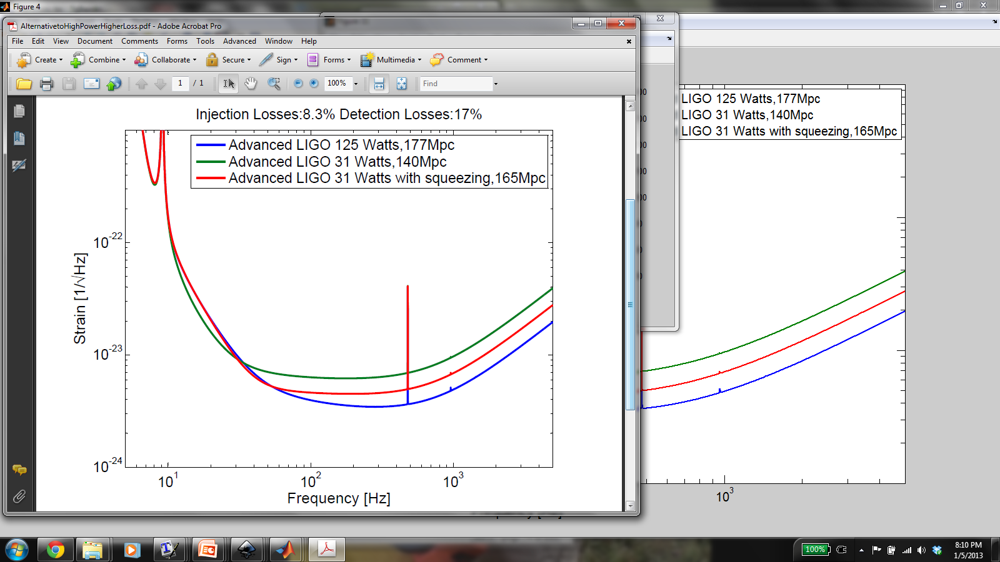 Figure 4
AlternativetoHighPowerHigherLoss.pdf - Adobe Acrobat Pro
File Edit View Document Comments Forms Tools Advanced Window Help
Create Combine Collaborate Secure Sign Forms Multimedia Comment
1 / 1 100% Find
Injection Losses:8.3% Detection Losses:17%
Advanced LIGO 125 Watts,177Mpc
Advanced LIGO 31 Watts,140Mpc
Advanced LIGO 31 Watts with squeezing,165Mpc
10-22
10-23
10-24
Strain [1/√Hz]
101 102 103
Frequency [Hz]
LIGO 125 Watts,177Mpc
LIGO 31 Watts,140Mpc
LIGO 31 Watts with squeezing,165Mpc
103
100%
8:10 PM
1/5/2013